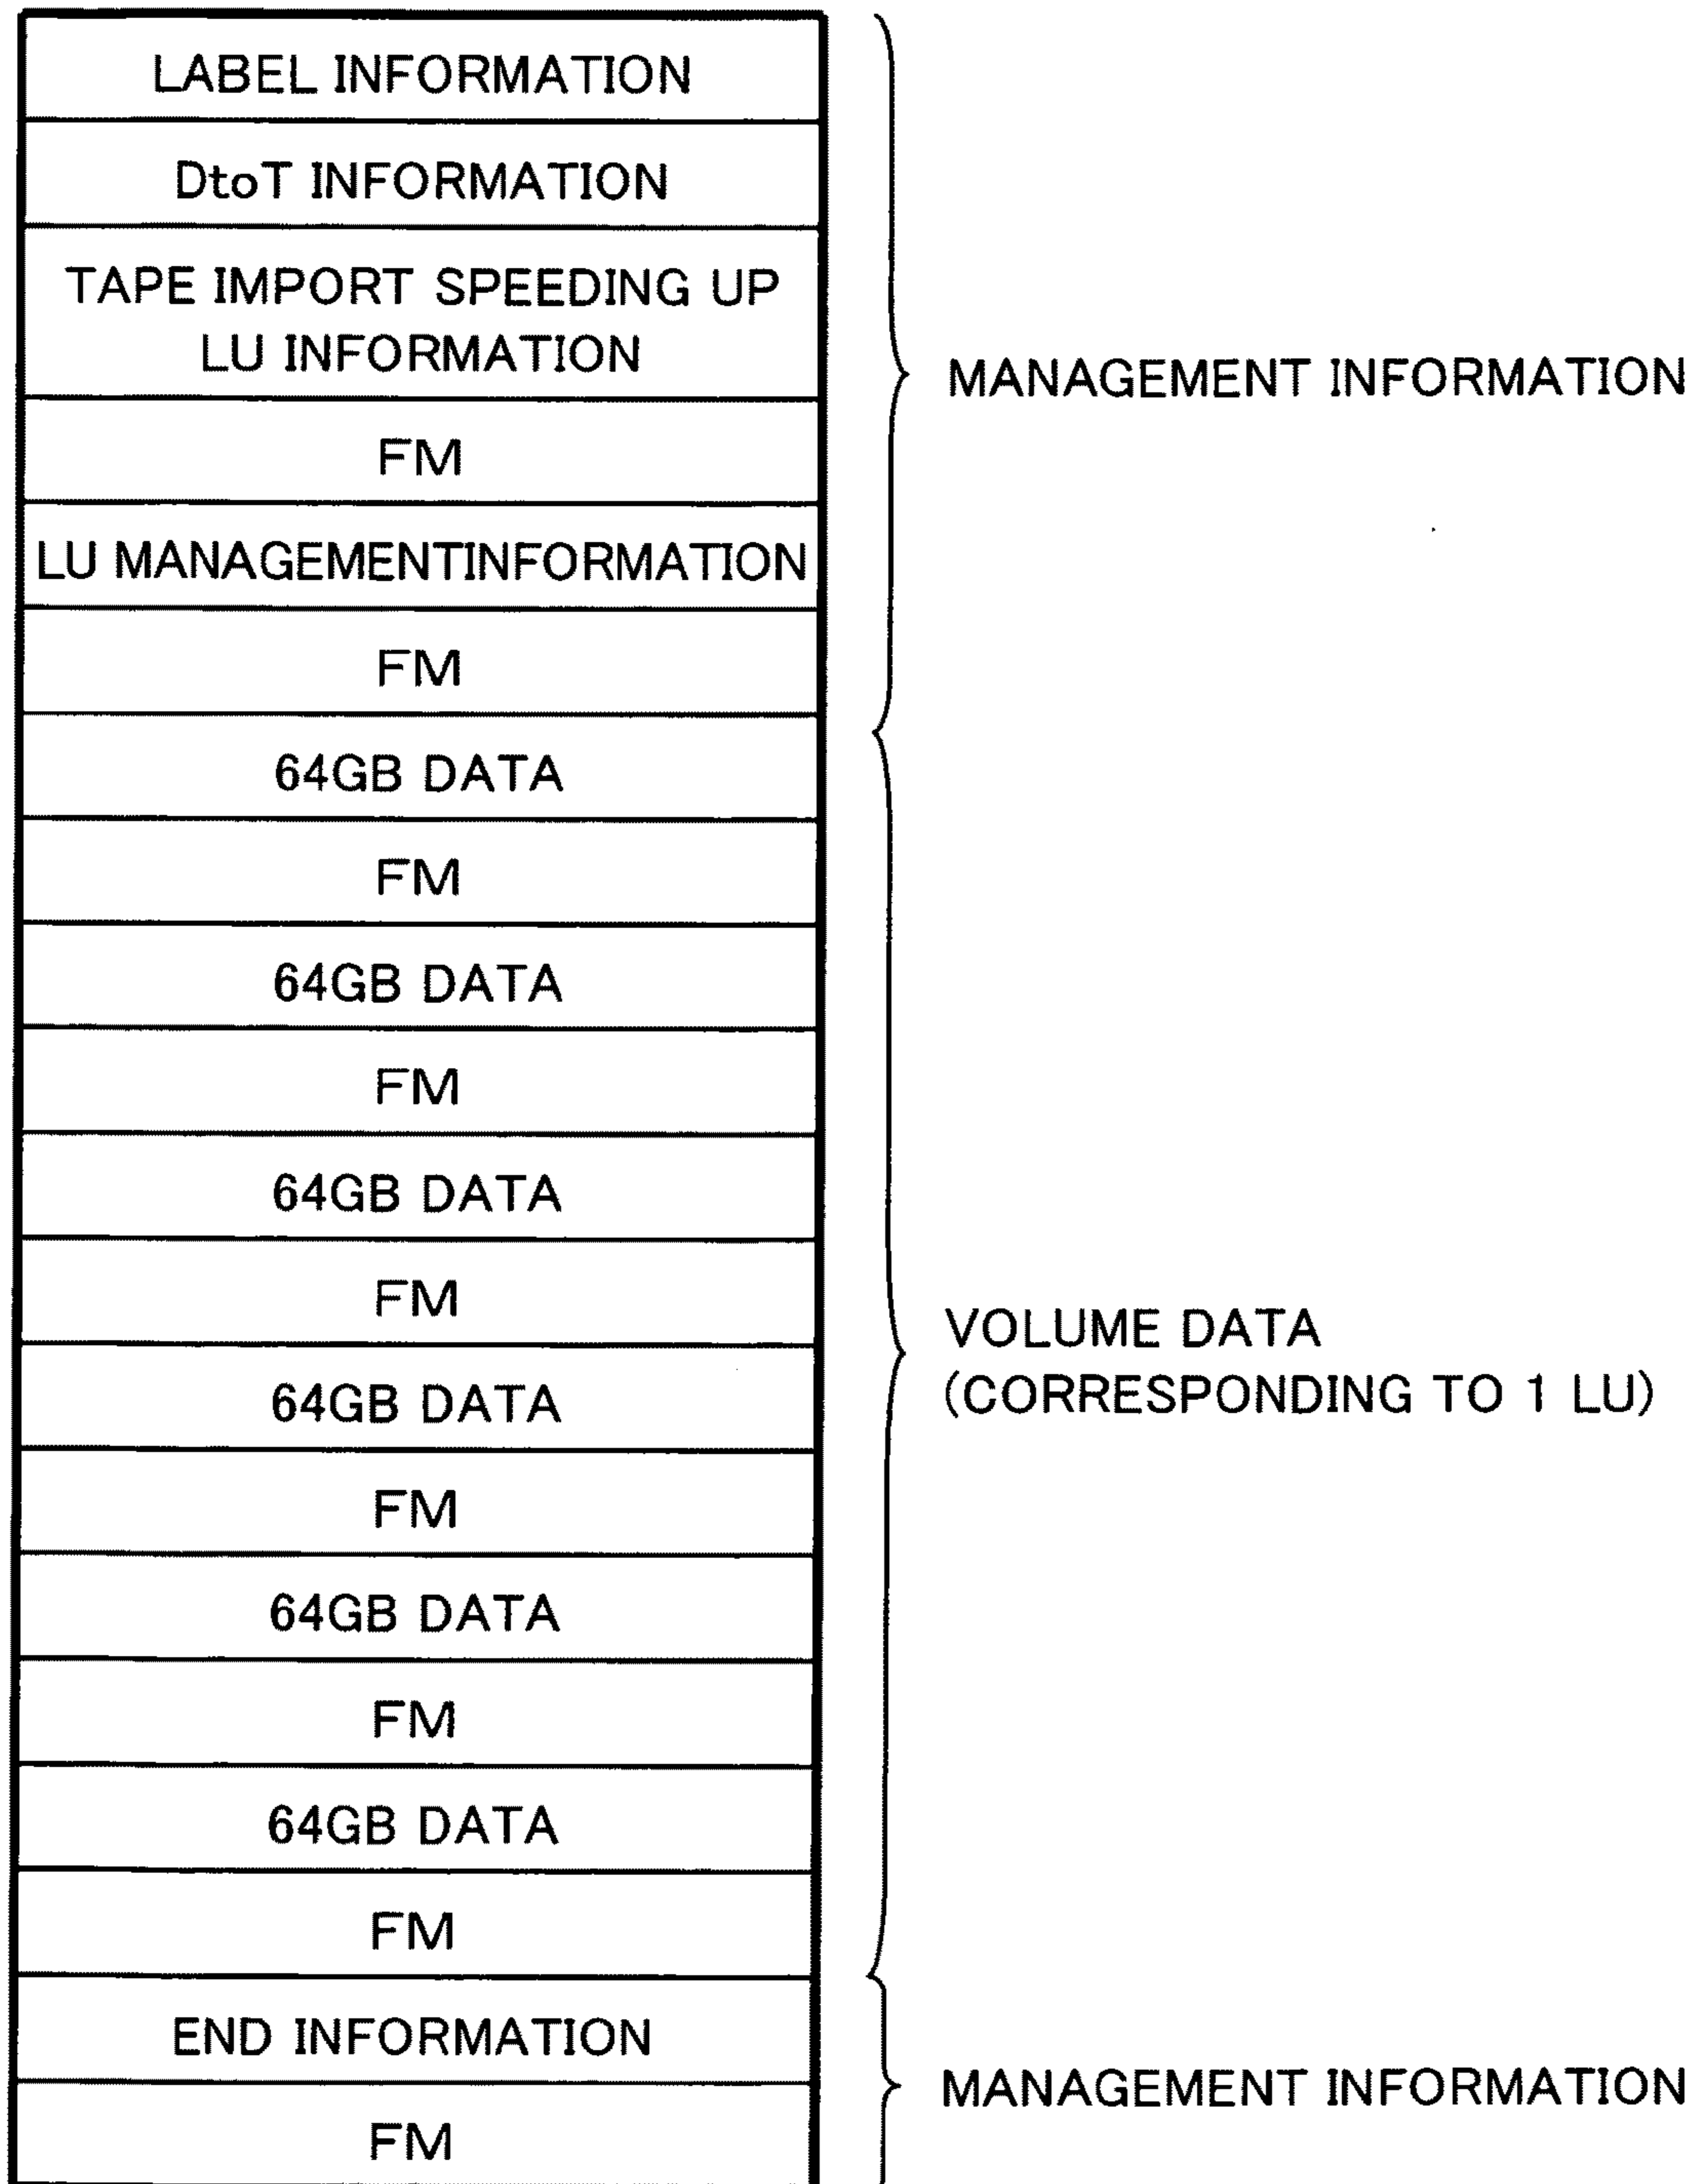 LABEL INFORMATION
DtoT INFORMATION
TAPE IMPORT SPEEDING UP
LU INFORMATION
FM
LU MANAGEMENTINFORMATION
FM
MANAGEMENT INFORMATION
64GB DATA
FM
64GB DATA
FM
64GB DATA
FM
64GB DATA
FM
64GB DATA
FM
64GB DATA
FM
VOLUME DATA
(CORRESPONDING TO 1 LU)
END INFORMATION
FM
MANAGEMENT INFORMATION